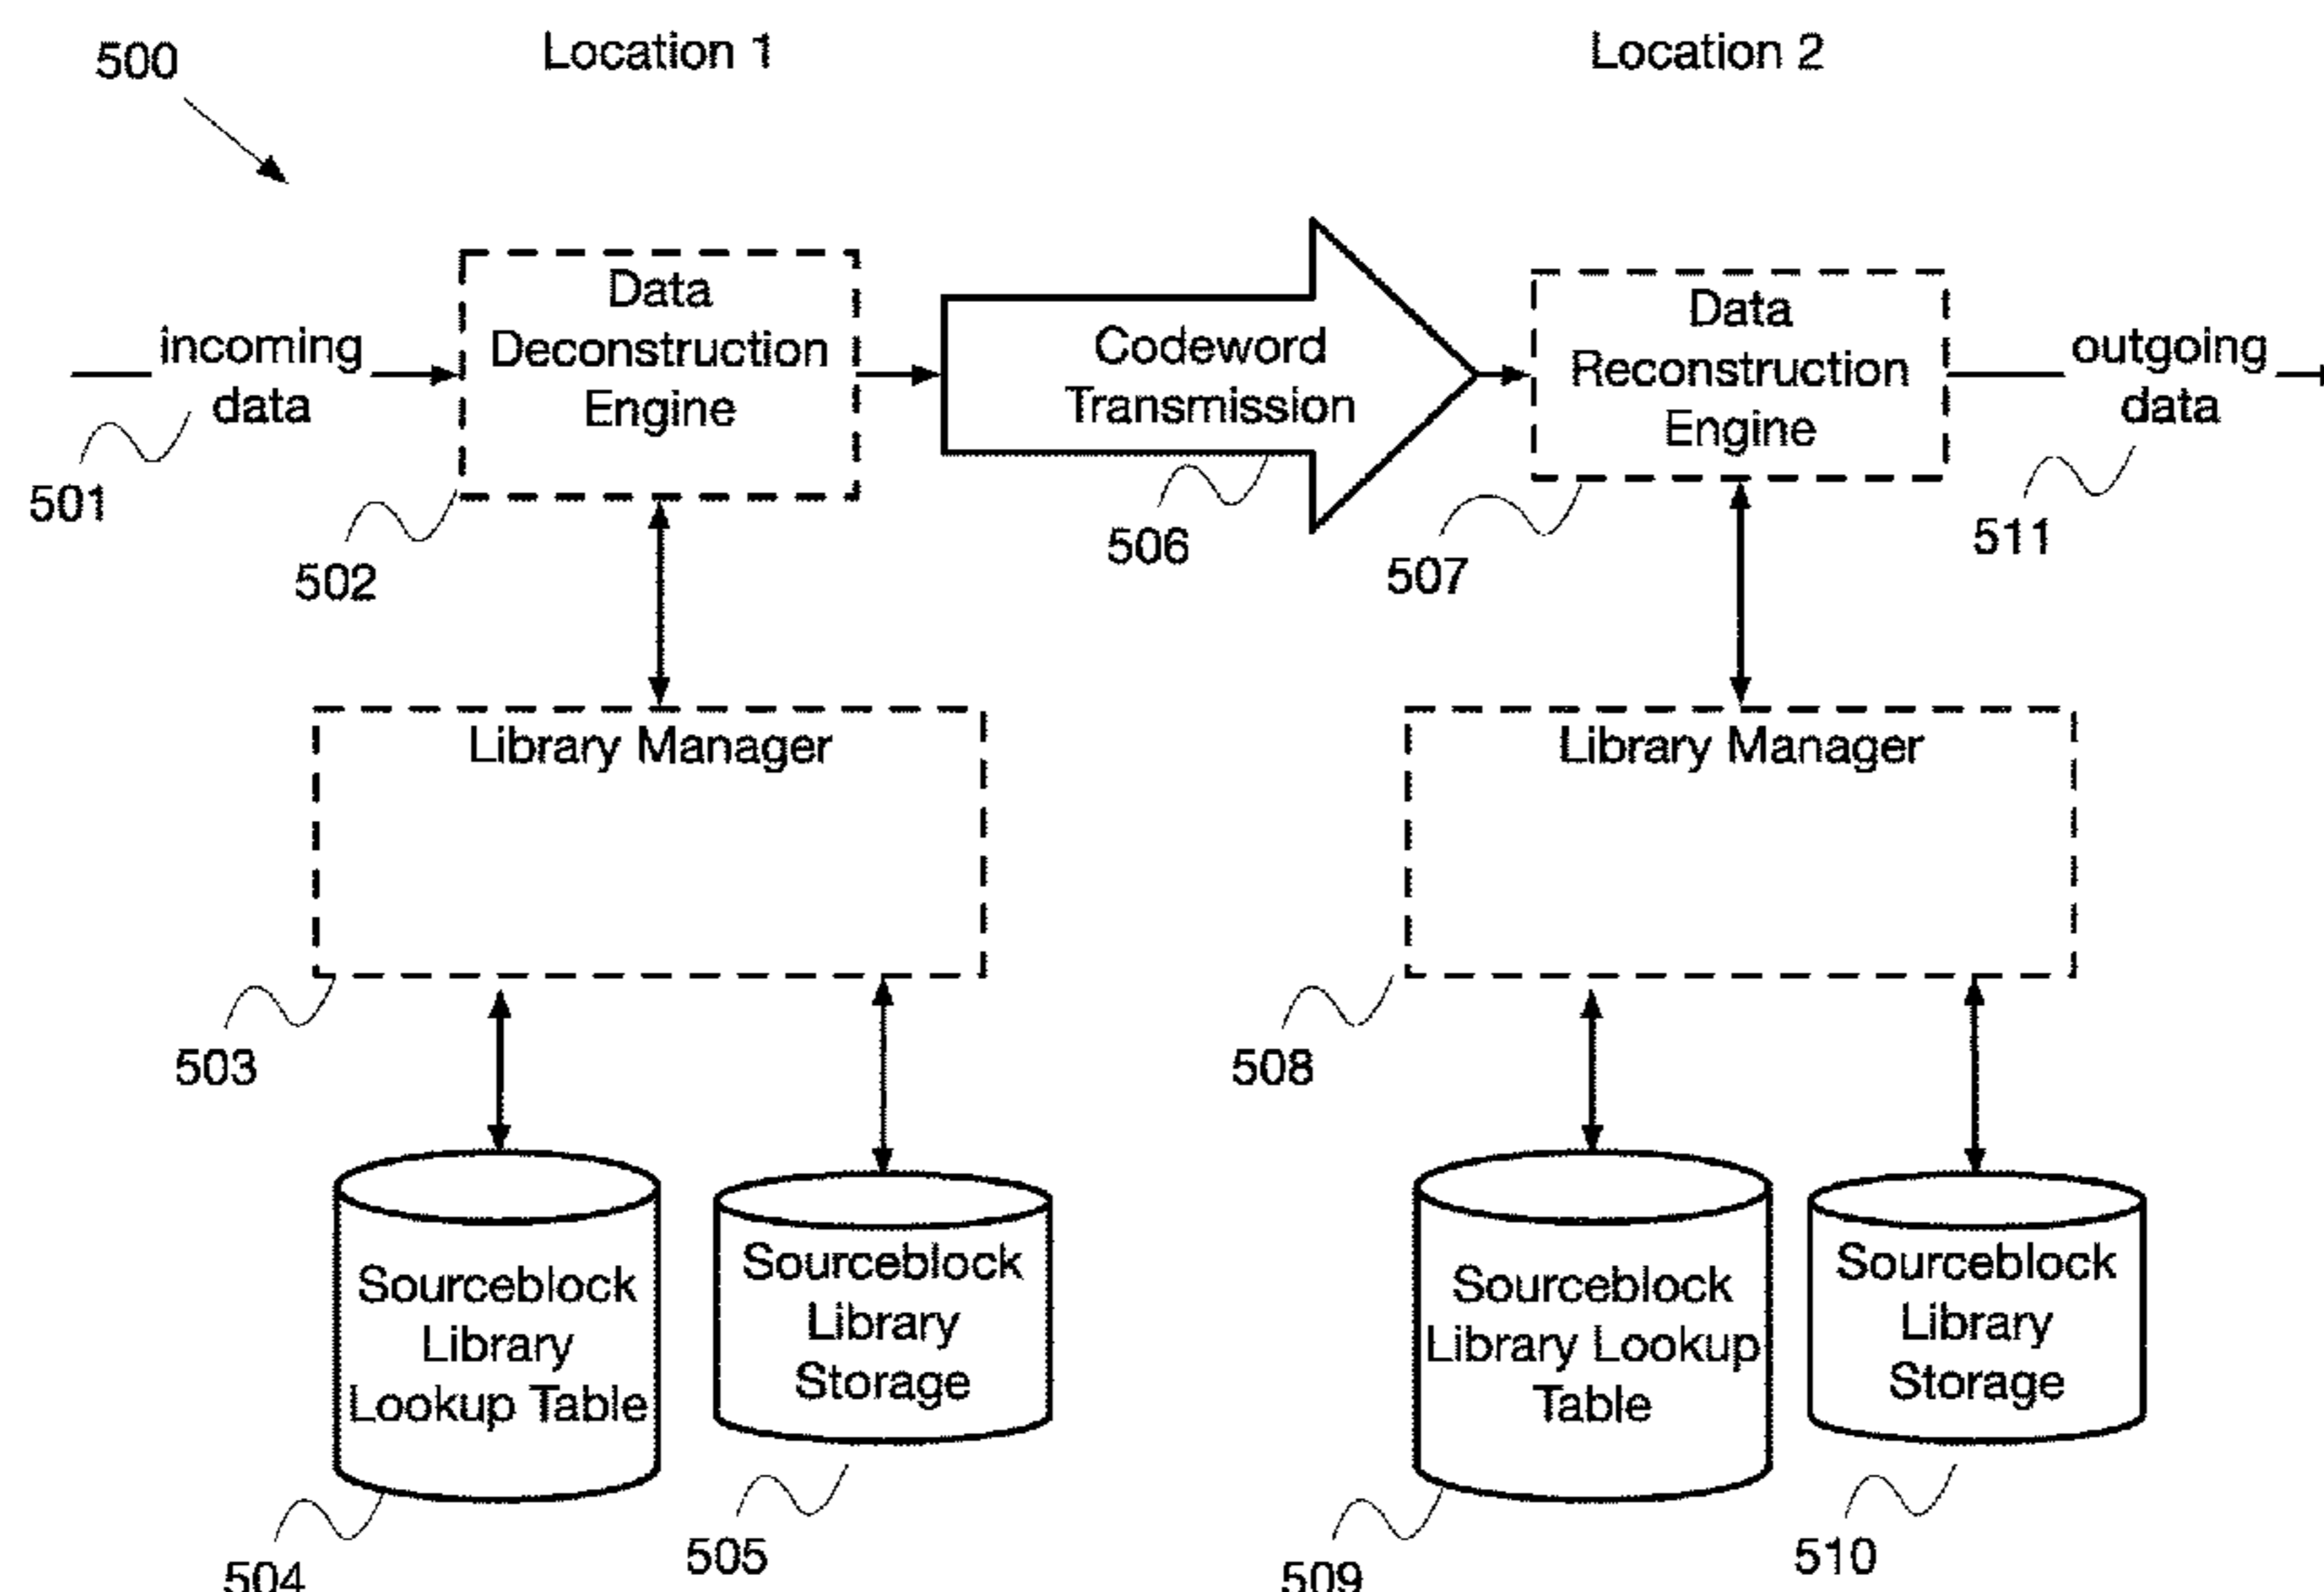 500
Location 1
Location 2
incoming
data
501
Data
Deconstruction
Engine
502
Codeword
Transmission
506
Data
Reconstruction
Engine
507
outgoing
data
511
Library Manager
503
Library Manager
508
Sourceblock
Library
Lookup Table
504
Sourceblock
Library
Storage
505
Sourceblock
Library Lookup
Table
509
Sourceblock
Library
Storage
510